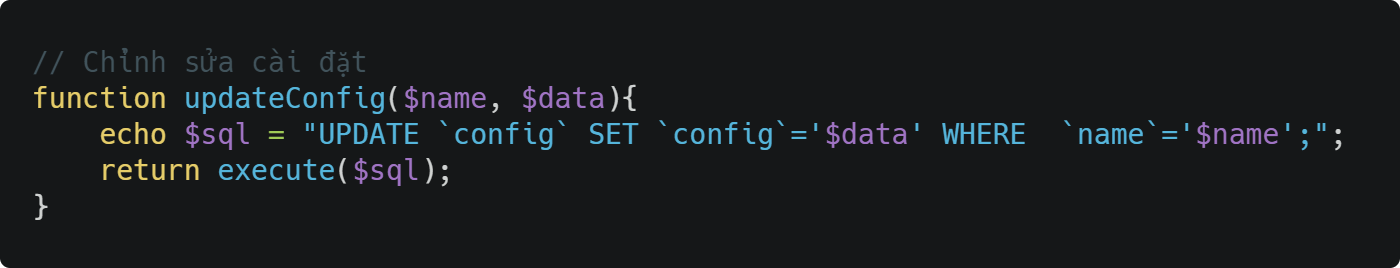 // Chỉnh sửa cài đặt
function updateConfig($name, $data){
    echo $sql = "UPDATE `config` SET `config`='$data' WHERE  `name`='$name';";
    return execute($sql);
}